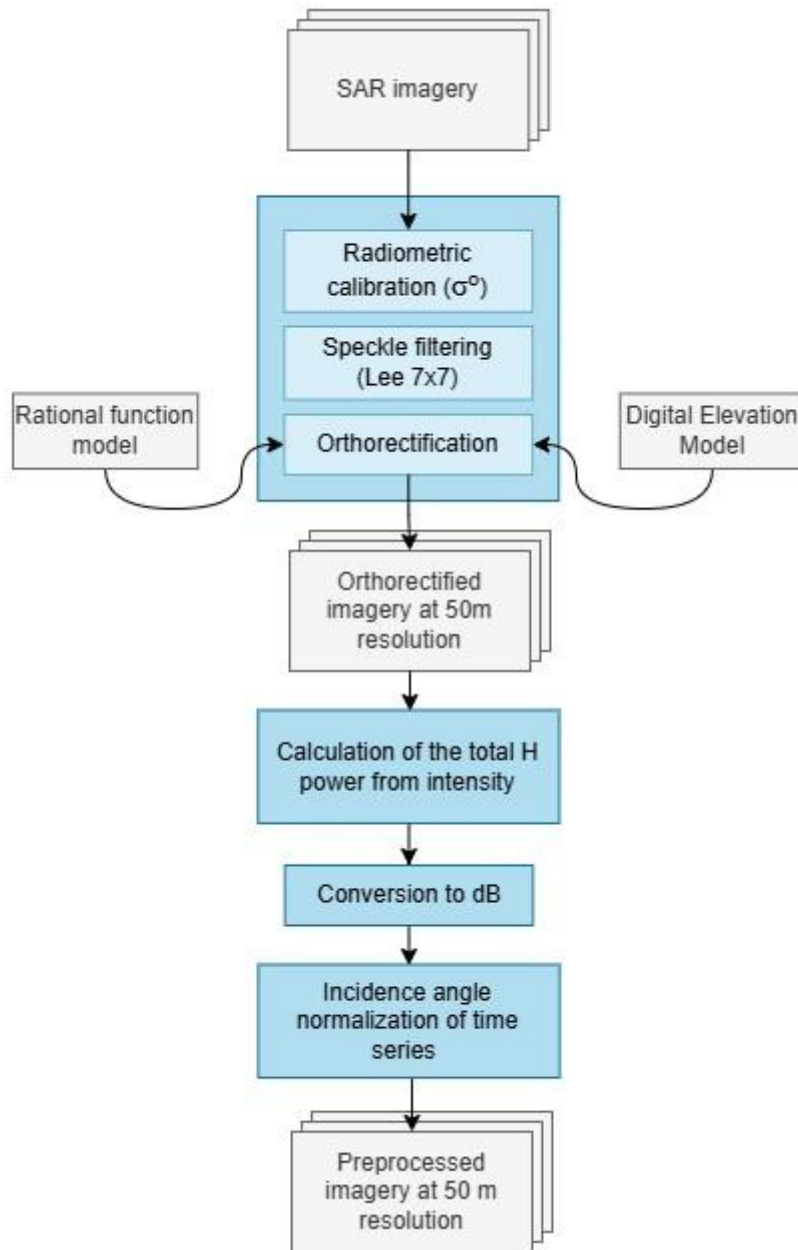 SAR imagery
Radiometric
calibration (σ⁰)
Speckle filtering
(Lee 7x7)
Rational function
model
Orthorectification
Digital Elevation
Model
Orthorectified
imagery at 50m
resolution
Calculation of the total H
power from intensity
Conversion to dB
Incidence angle
normalization of time
series
Preprocessed
imagery at 50 m
resolution